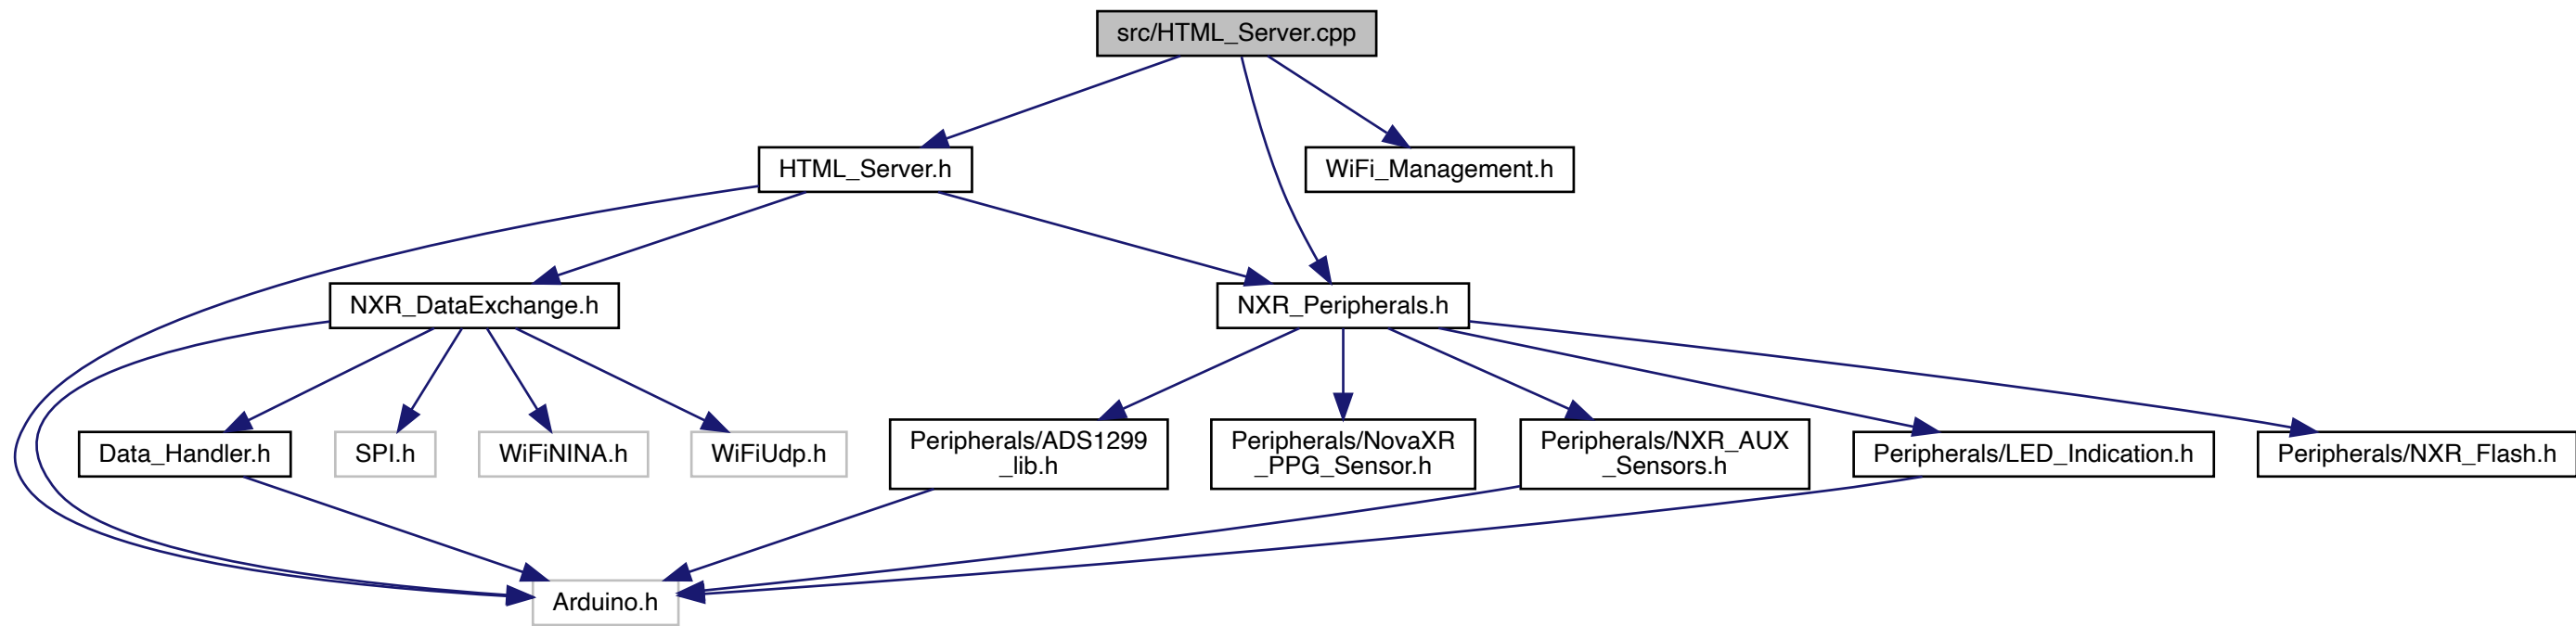 src/HTML_Server.cpp
HTML_Server.h
WiFi_Management.h
NXR_DataExchange.h
NXR_Peripherals.h
Data_Handler.h
SPI.h
WiFiNINA.h
WiFiUdp.h
Peripherals/ADS1299
_lib.h
Peripherals/NovaXR
_PPG_Sensor.h
Peripherals/NXR_AUX
_Sensors.h
Peripherals/LED_Indication.h
Peripherals/NXR_Flash.h
Arduino.h